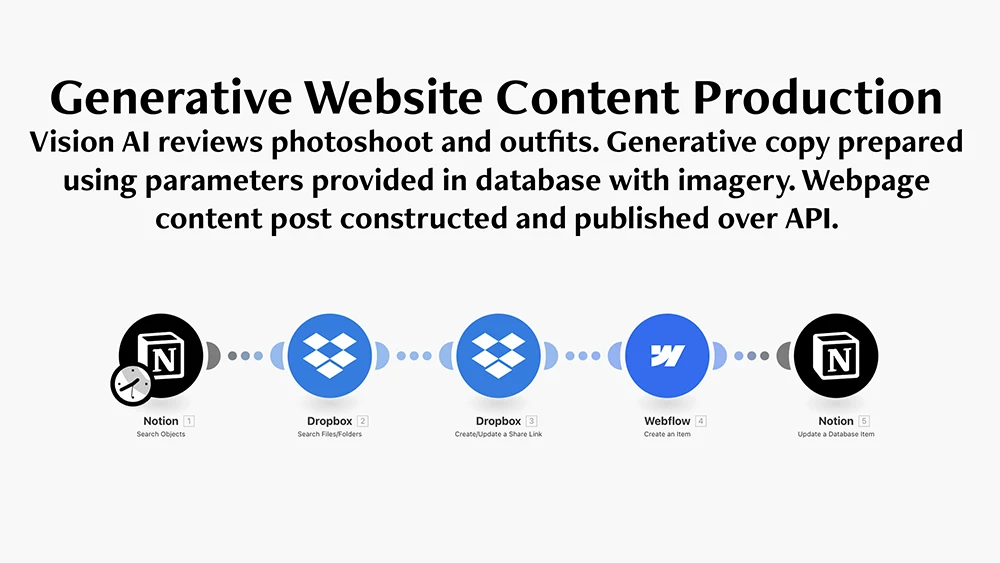 Generative Website Content Production
Vision AI reviews photoshoot and outfits. Generative copy prepared
using parameters provided in database with imagery. Webpage
content post constructed and published over API.
Notion 1
Search Objects
Dropbox 2
Search Files/Folders
Dropbox 3
Create/Update a Share Link
Webflow 4
Create an Item
Notion 5
Update a Database Item